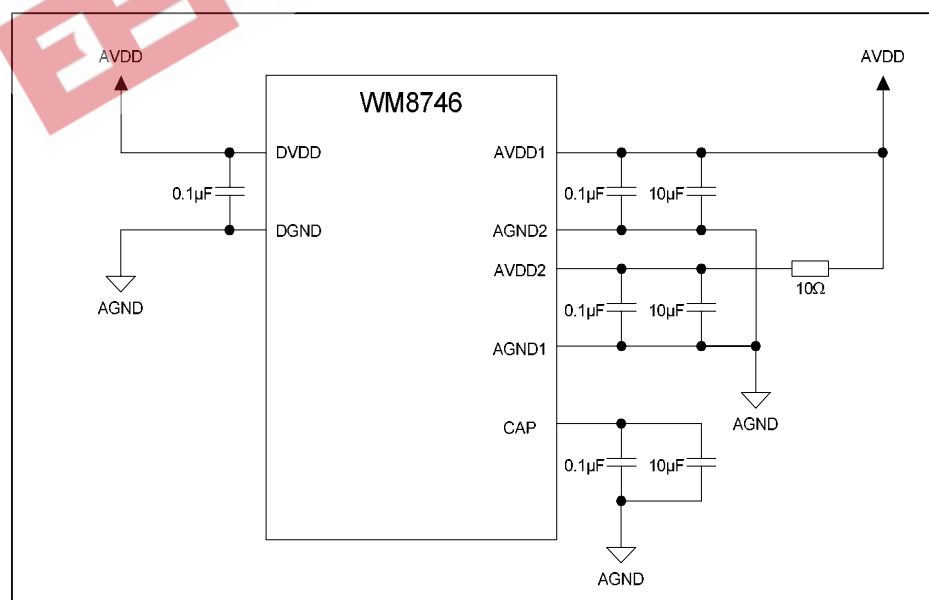 AVDD
AVDD
WM8746
DVDD
AVDD1
0.1µF
0.1µF
10µF
DGND
AGND2
AVDD2
10Ω
AGND
0.1µF
10µF
AGND1
AGND
CAP
0.1µF
10µF
AGND